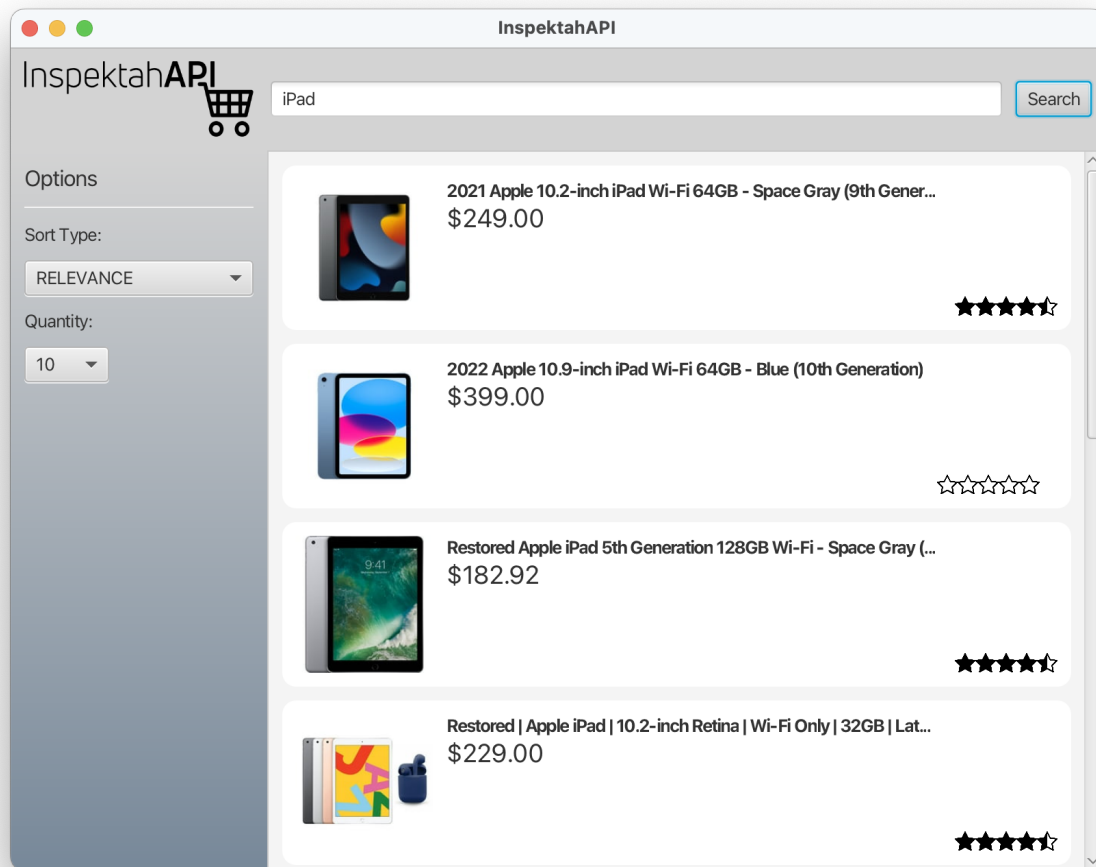 InspektahAPI
InspektahAPI
iPad
Search
Options
Sort Type:
RELEVANCE
Quantity:
10
2021 Apple 10.2-inch iPad Wi-Fi 64GB - Space Gray (9th Gener...
$249.00
2022 Apple 10.9-inch iPad Wi-Fi 64GB - Blue (10th Generation)
$399.00
9:41
Restored Apple iPad 5th Generation 128GB Wi-Fi - Space Gray (...
$182.92
Restored | Apple iPad | 10.2-inch Retina | Wi-Fi Only | 32GB | Lat...
$229.00